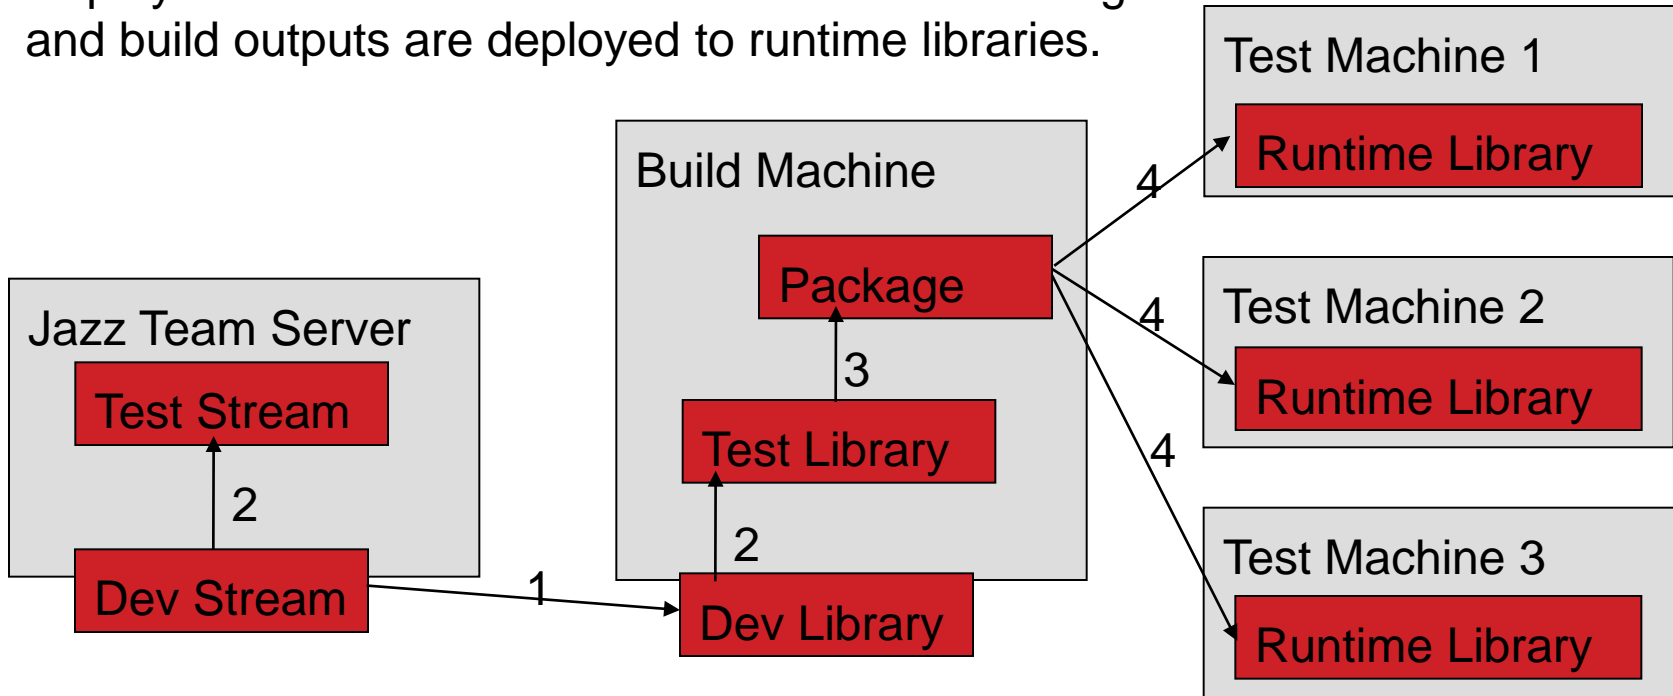 and build outputs are deployed to runtime libraries.
Test Machine 1
Runtime Library
4
Build Machine
Package
4
Test Machine 2
Runtime Library
Jazz Team Server
Test Stream
3
Test Library
4
2
2
Test Machine 3
Dev Stream
1
Dev Library
Runtime Library